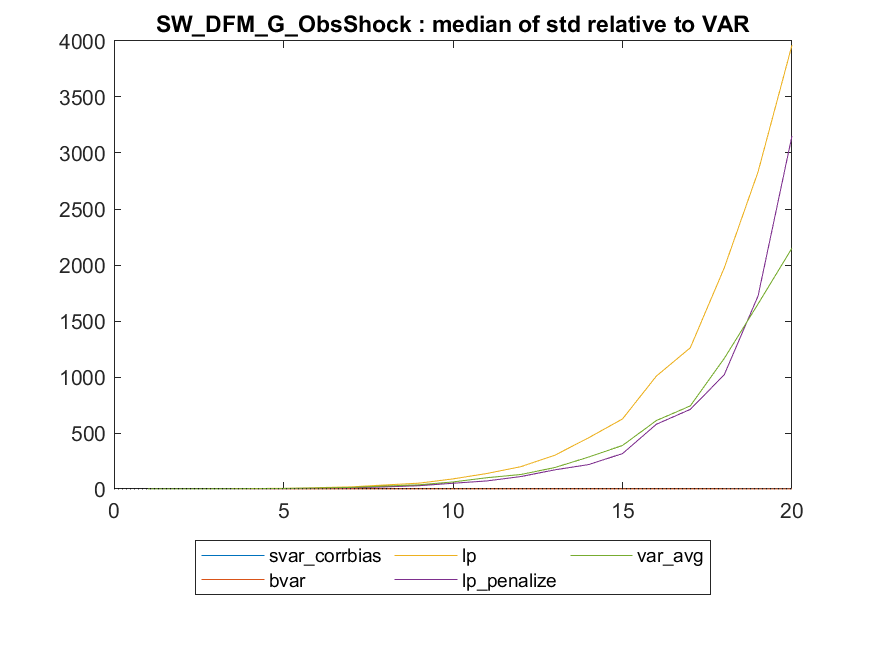 SW_DFM_G_ObsShock : median of std relative to VAR
4000
3500
3000
2500
2000
1500
1000
500
0
0 5 10 15 20
svar_corrbias lp var_avg
bvar lp_penalize